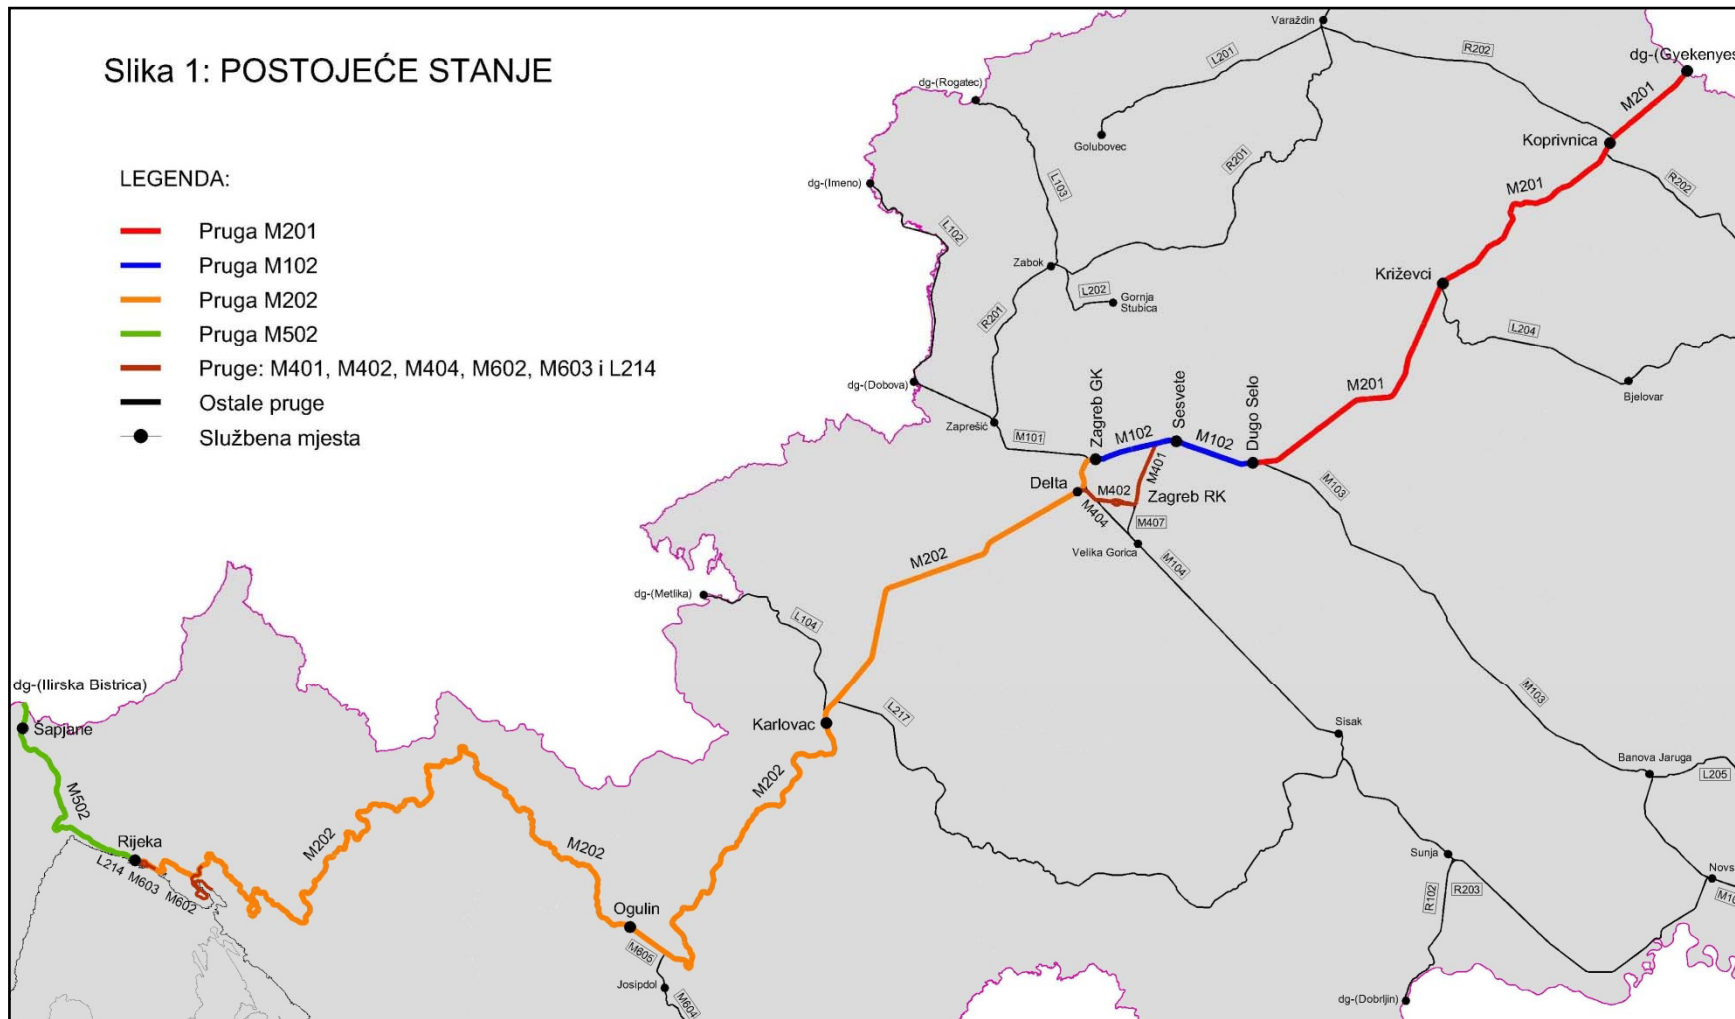 Slika 1: POSTOJEĆE STANJE
LEGENDA:
Pruga M201
Pruga M102
Pruga M202
Pruga M502
Pruge: M401, M402, M404, M602, M603 i L214
Ostale pruge
Službena mjesta
Varaždin
R202
L201
dg-(Gyekenyes
M201
dg-(Rogatec)
Golubovec
Koprivnica
R201
L103
dg-(Imeno)
M201
R202
L102
Zabok
Križevci
L202
Gornja
Stubica
R201
L204
dg-(Dobova)
M201
Bjelovar
Zaprešić
Zagreb GK
Sesvete
Dugo Selo
M101
M102
M102
M401
Delta
M402
Zagreb RK
M404
M407
M103
Velika Gorica
M104
M202
dg-(Metlika)
L104
dg-(Ilirska Bistrica)
Šapjane
Karlovac
L217
M103
Sisak
Banova Jaruga
L205
M502
M202
Rijeka
M202
M202
L214
M603
M602
Sunja
R102
R203
Novs
M10
Ogulin
M605
Josipdol
M604
dg-(Dobrljin)